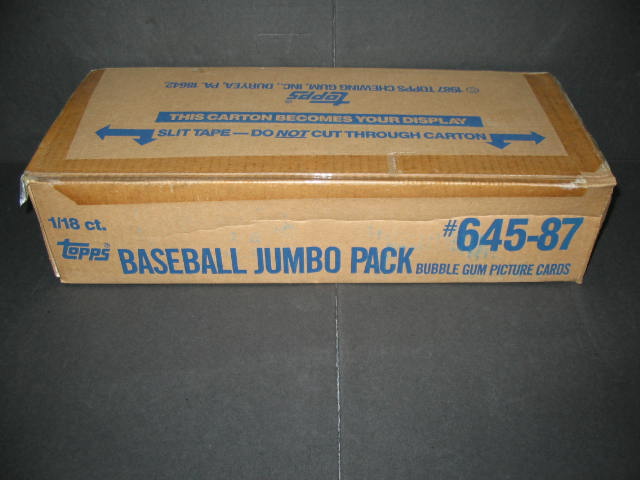 © 1987 TOPPS CHEWING GUM, INC., DURYEA, PA. 18642
topps®
THIS CARTON BECOMES YOUR DISPLAY
SLIT TAPE — DO NOT CUT THROUGH CARTON
1/18 ct.
topps® BASEBALL JUMBO PACK
#645-87
BUBBLE GUM PICTURE CARDS